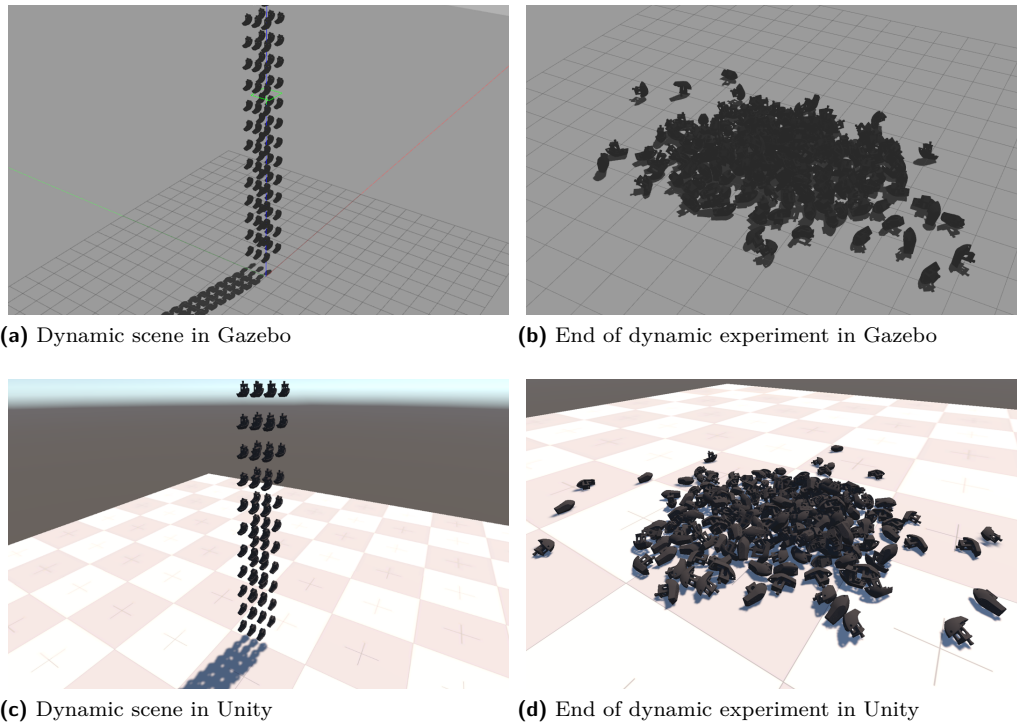 (a) Dynamic scene in Gazebo
(b) End of dynamic experiment in Gazebo
(c) Dynamic scene in Unity
(d) End of dynamic experiment in Unity